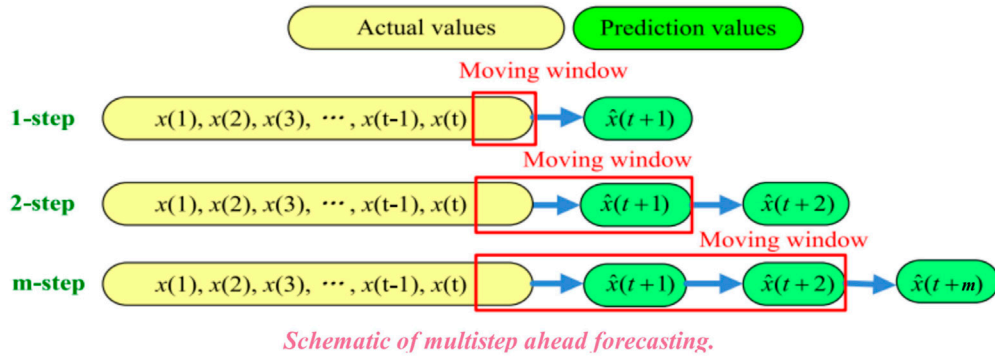 Actual values Prediction values
Moving window
1-step x(1), x(2), x(3), ⋯, x(t-1), x(t) x̂(t+1)
Moving window
2-step x(1), x(2), x(3), ⋯, x(t-1), x(t) x̂(t+1) x̂(t+2)
Moving window
m-step x(1), x(2), x(3), ⋯, x(t-1), x(t) x̂(t+1) x̂(t+2) x̂(t+m)
Schematic of multistep ahead forecasting.